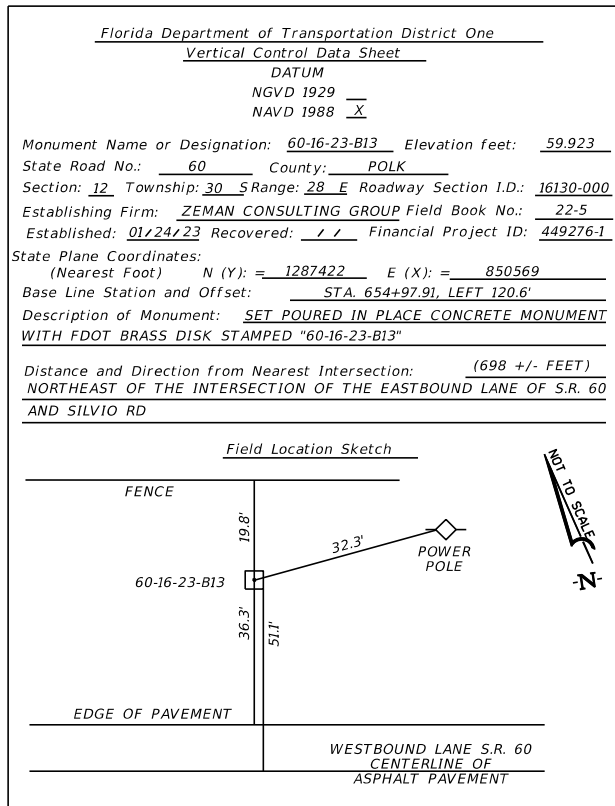 Florida Department of Transportation District One
Vertical Control Data Sheet
DATUM
NGVD 1929
NAVD 1988 X
Monument Name or Designation: 60-16-23-B13 Elevation feet: 59.923
State Road No.: 60 County: POLK
Section: 12 Township: 30 S Range: 28 E Roadway Section I.D.: 16130-000
Establishing Firm: ZEMAN CONSULTING GROUP Field Book No.: 22-5
Established: 01/24/23 Recovered: / / Financial Project ID: 449276-1
State Plane Coordinates:
(Nearest Foot) N (Y): = 1287422 E (X): = 850569
Base Line Station and Offset: STA. 654+97.91, LEFT 120.6'
Description of Monument: SET POURED IN PLACE CONCRETE MONUMENT
WITH FDOT BRASS DISK STAMPED "60-16-23-B13"
Distance and Direction from Nearest Intersection: (698 +/- FEET)
NORTHEAST OF THE INTERSECTION OF THE EASTBOUND LANE OF S.R. 60
AND SILVIO RD
Field Location Sketch
NOT TO SCALE
-N-
FENCE
19.8'
32.3'
POWER
POLE
60-16-23-B13
36.3'
51.1'
EDGE OF PAVEMENT
WESTBOUND LANE S.R. 60
CENTERLINE OF
ASPHALT PAVEMENT